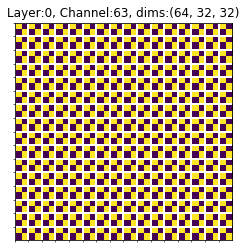 Layer:0, Channel:63, dims:(64, 32, 32)